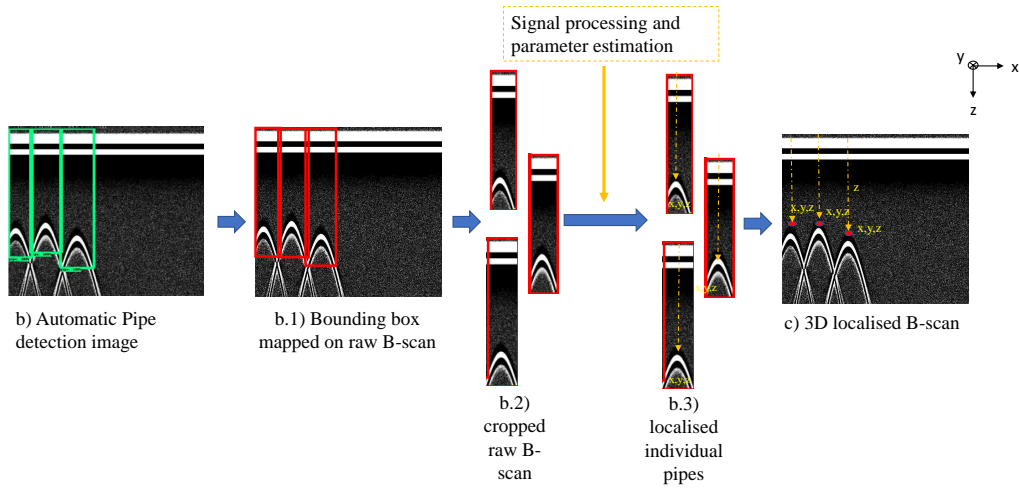 Signal processing and
parameter estimation
y
x
z
z
x,y,z
x,y,z
x,y,z
x,y,z
x,y,z
x,y,z
b) Automatic Pipe
detection image
b.1) Bounding box
mapped on raw B-scan
b.2)
cropped
raw B-
scan
b.3)
localised
individual
pipes
c) 3D localised B-scan